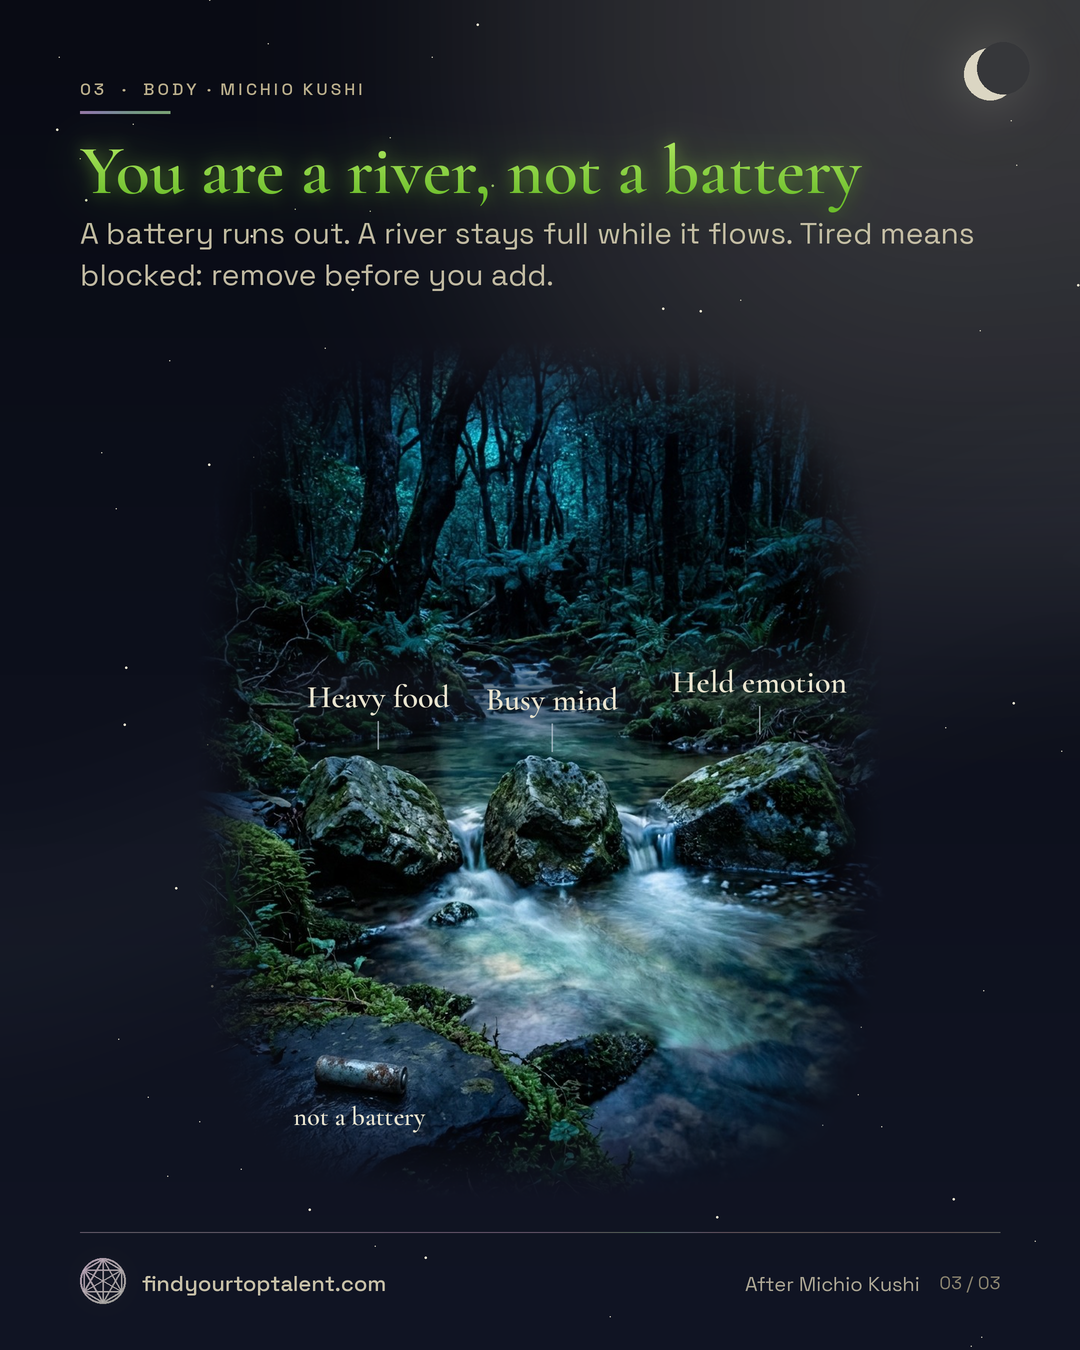 03 · BODY · MICHIO KUSHI
You are a river, not a battery
A battery runs out. A river stays full while it flows. Tired means
blocked: remove before you add.
Heavy food
Busy mind
Held emotion
not a battery
findyourtoptalent.com
After Michio Kushi
03 / 03